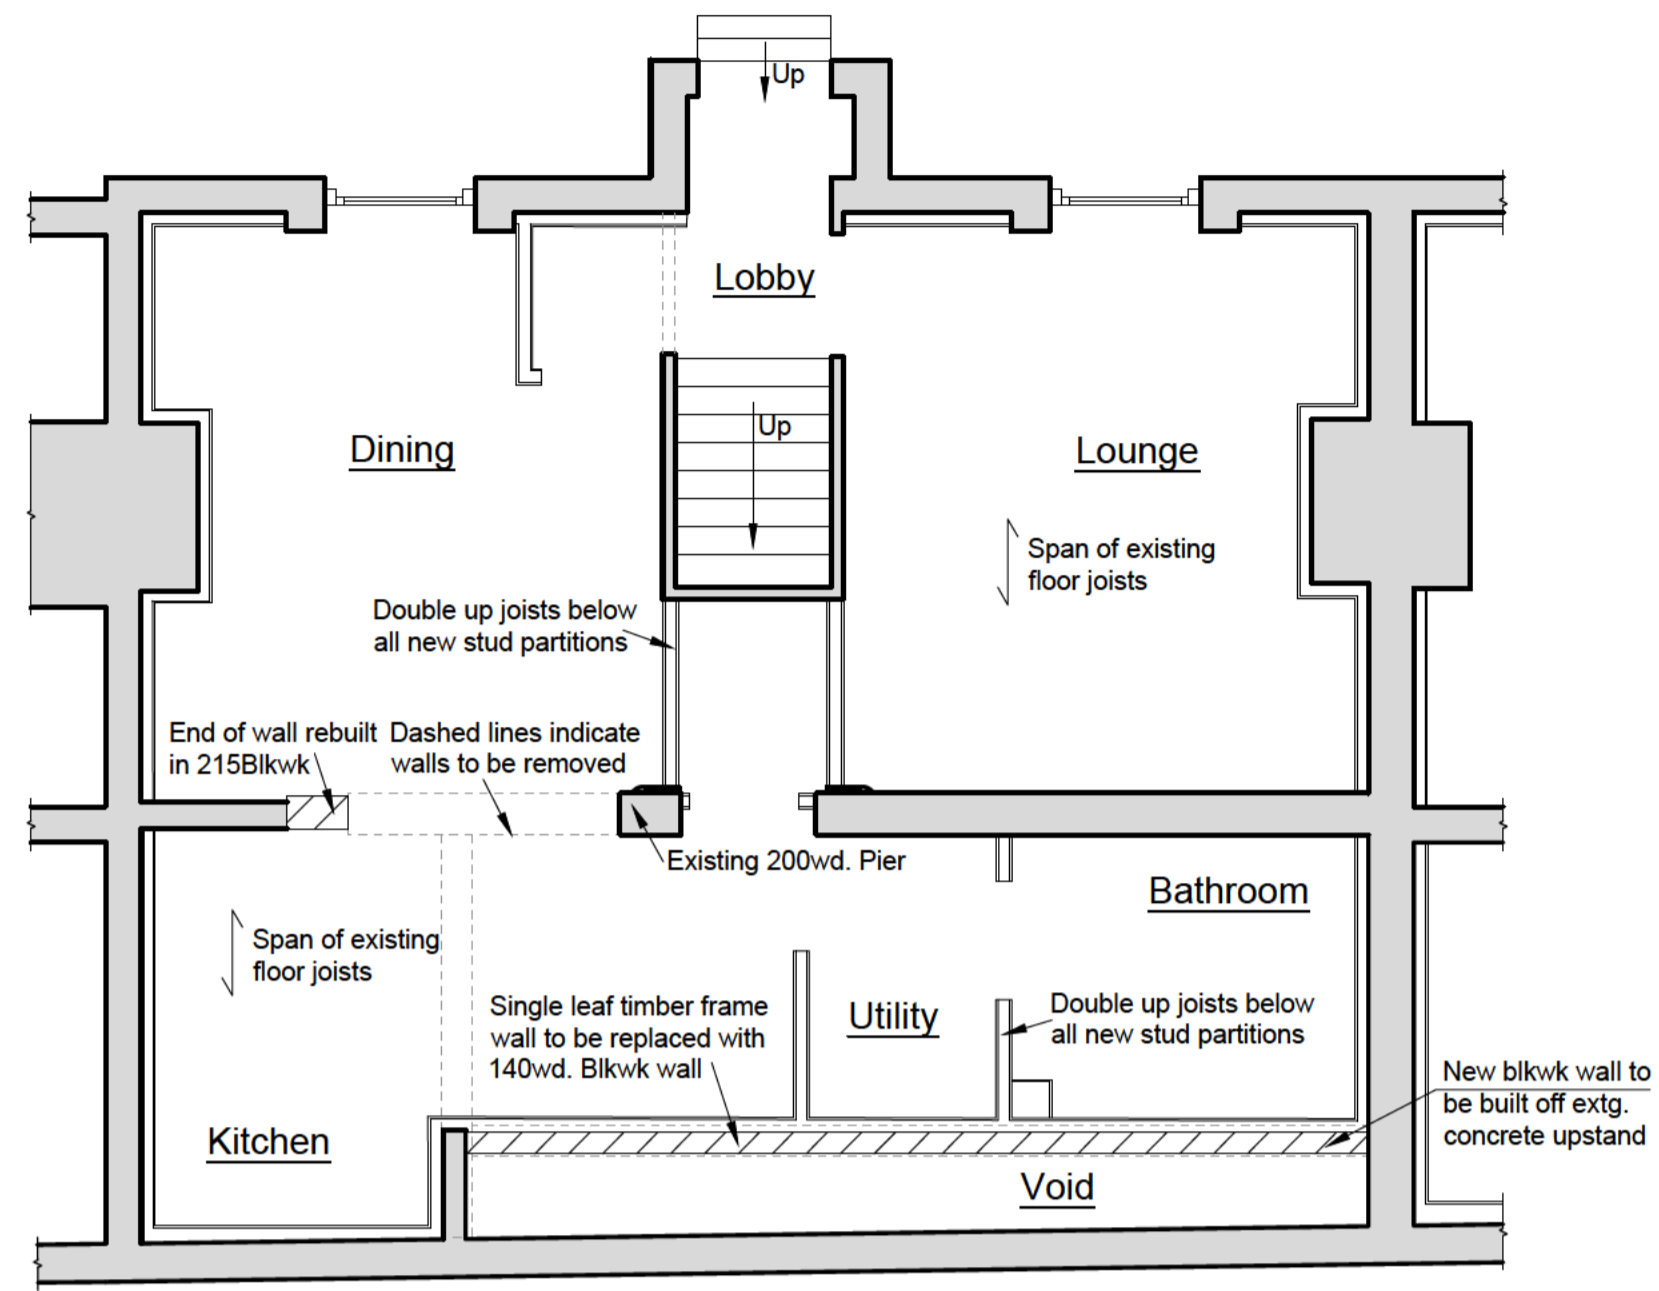 Up
Lobby
Up
Dining
Lounge
Span of existing
floor joists
Double up joists below
all new stud partitions
End of wall rebuilt
in 215Blkwk
Dashed lines indicate
walls to be removed
Existing 200wd. Pier
Bathroom
Span of existing
floor joists
Single leaf timber frame
wall to be replaced with
140wd. Blkwk wall
Utility
Double up joists below
all new stud partitions
New blkwk wall to
be built off extg.
concrete upstand
Kitchen
Void